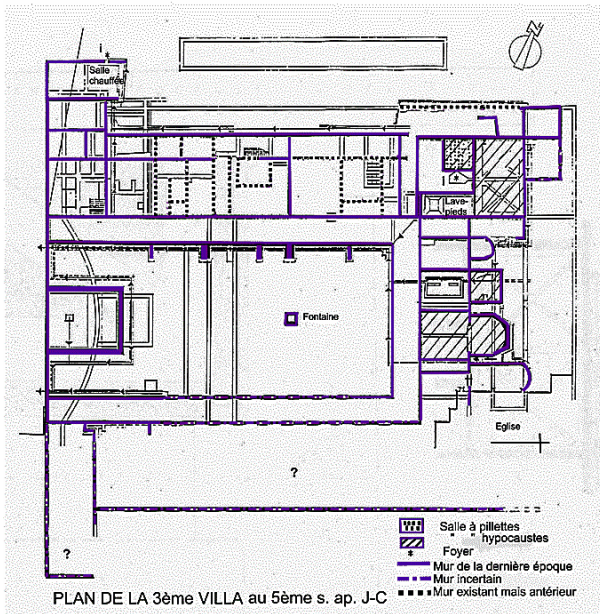 N
i
Salle
chauffée
i
Lave-
pieds
Fontaine
Eglise
?
?
Salle à pillettes
hypocaustes
Foyer
Mur de la dernière époque
Mur incertain
Mur existant mais antérieur
PLAN DE LA 3ème VILLA au 5ème s. ap. J-C